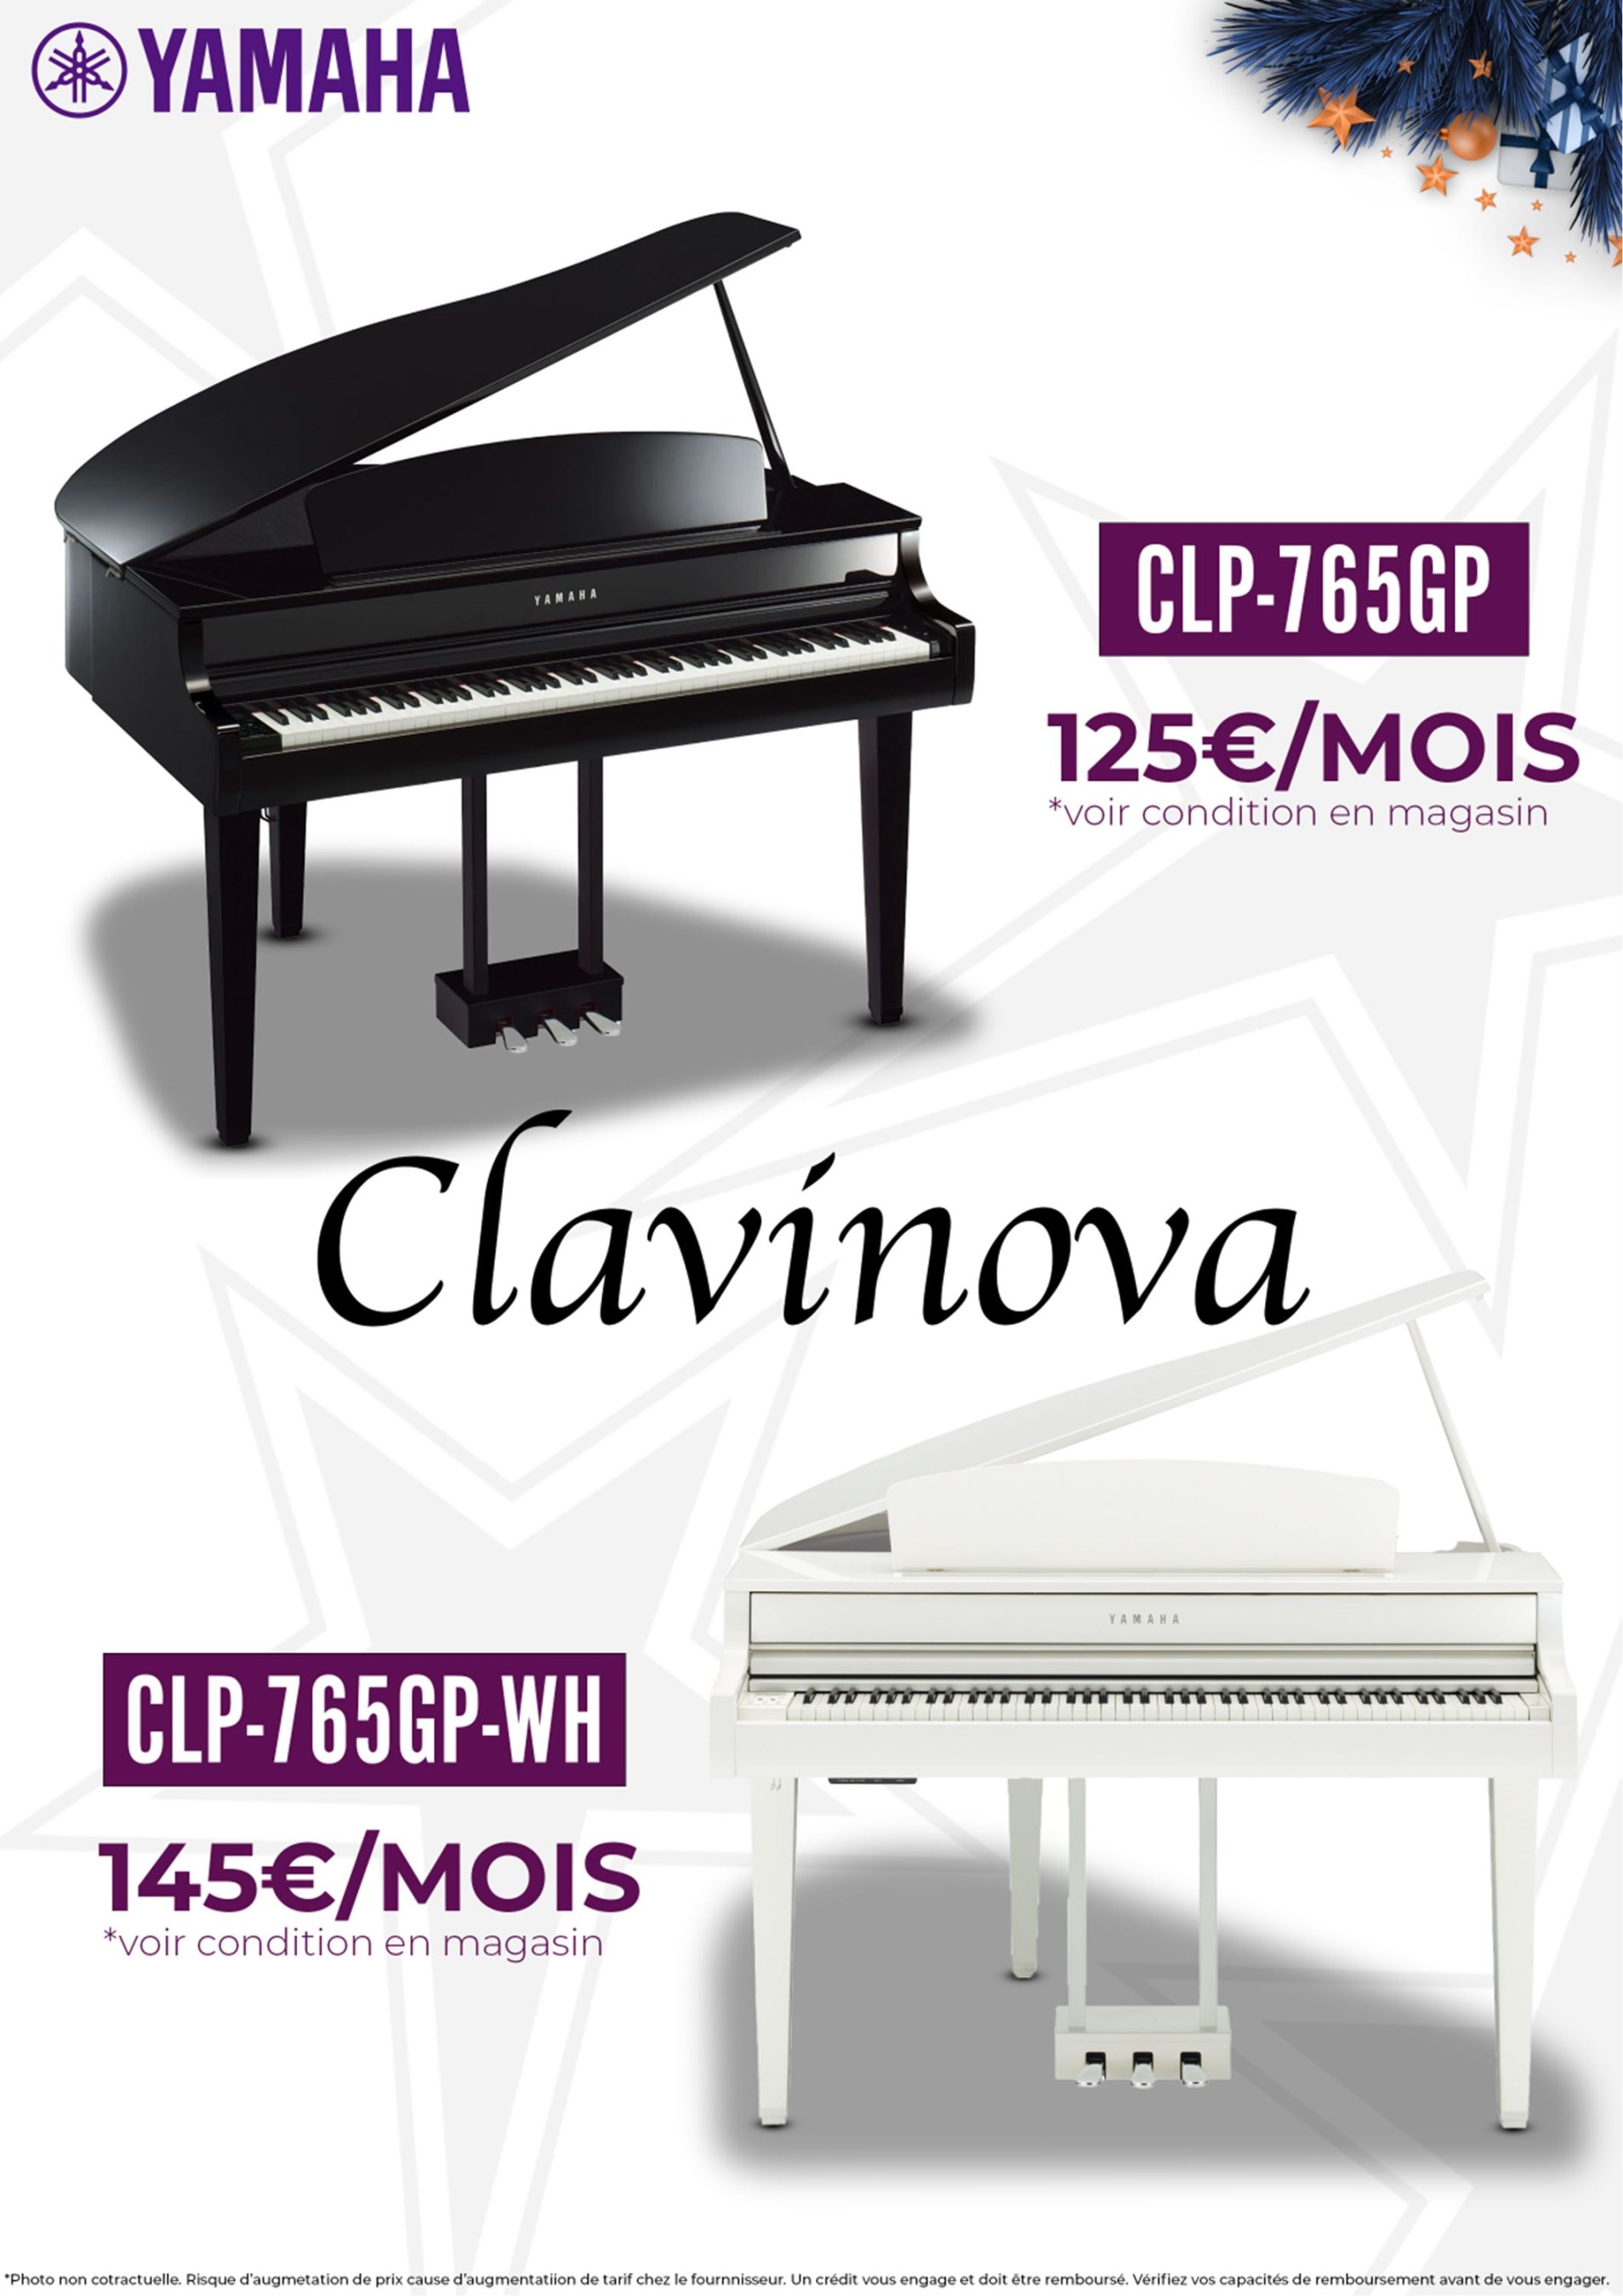 YAMAHA
YAMAHA
CLP-765GP
125€/MOIS
*voir condition en magasin
Clavinova
YAMAHA
CLP-765GP-WH
145€/MOIS
*voir condition en magasin
*Photo non cotractuelle. Risque d'augmetation de prix cause d'augmentatiion de tarif chez le fournnisseur. Un crédit vous engage et doit être remboursé. Vérifiez vos capacités de remboursement avant de vous engager.